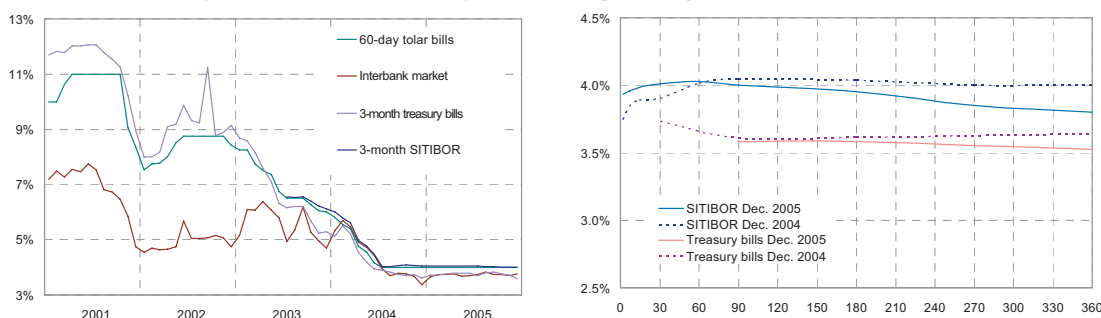 13%
11%
9%
7%
5%
3%
60-day tolar bills
Interbank market
3-month treasury bills
3-month SITIBOR
2001 2002 2003 2004 2005
4.5%
4.0%
3.5%
3.0%
2.5%
SITIBOR Dec. 2005
SITIBOR Dec. 2004
Treasury bills Dec. 2005
Treasury bills Dec. 2004
0 30 60 90 120 150 180 210 240 270 300 330 360